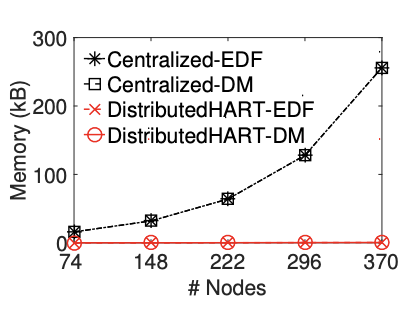 300
Centralized-EDF
Centralized-DM
200
DistributedHART-EDF
DistributedHART-DM
100
0
Memory (kB)
74 148 222 296 370
# Nodes